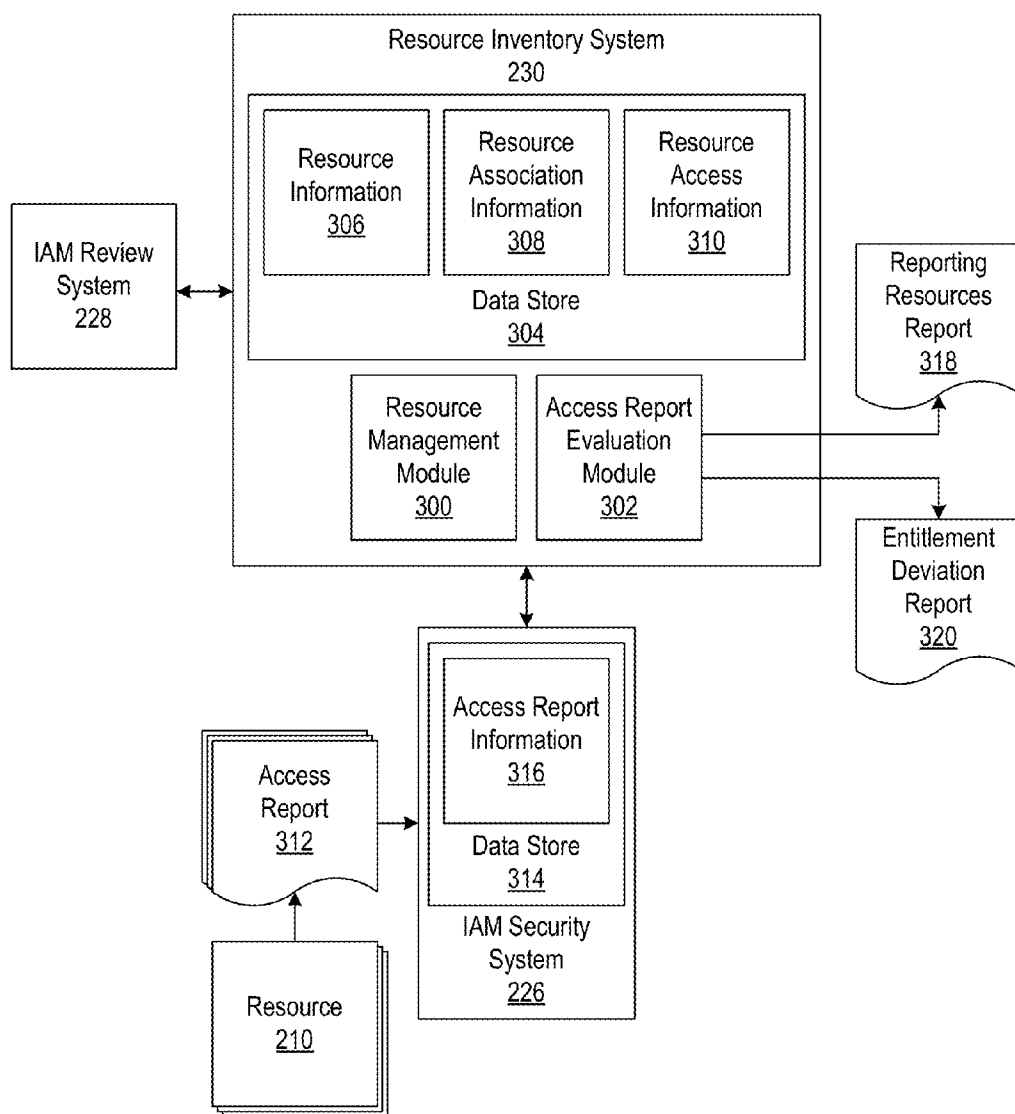 Resource Inventory System
230
Resource
Information
306
Resource
Association
Information
308
Resource
Access
Information
310
Data Store
304
IAM Review
System
228
Resource
Management
Module
300
Access Report
Evaluation
Module
302
Reporting
Resources
Report
318
Entitlement
Deviation
Report
320
Access Report
Information
316
Data Store
314
IAM Security
System
226
Access
Report
312
Resource
210